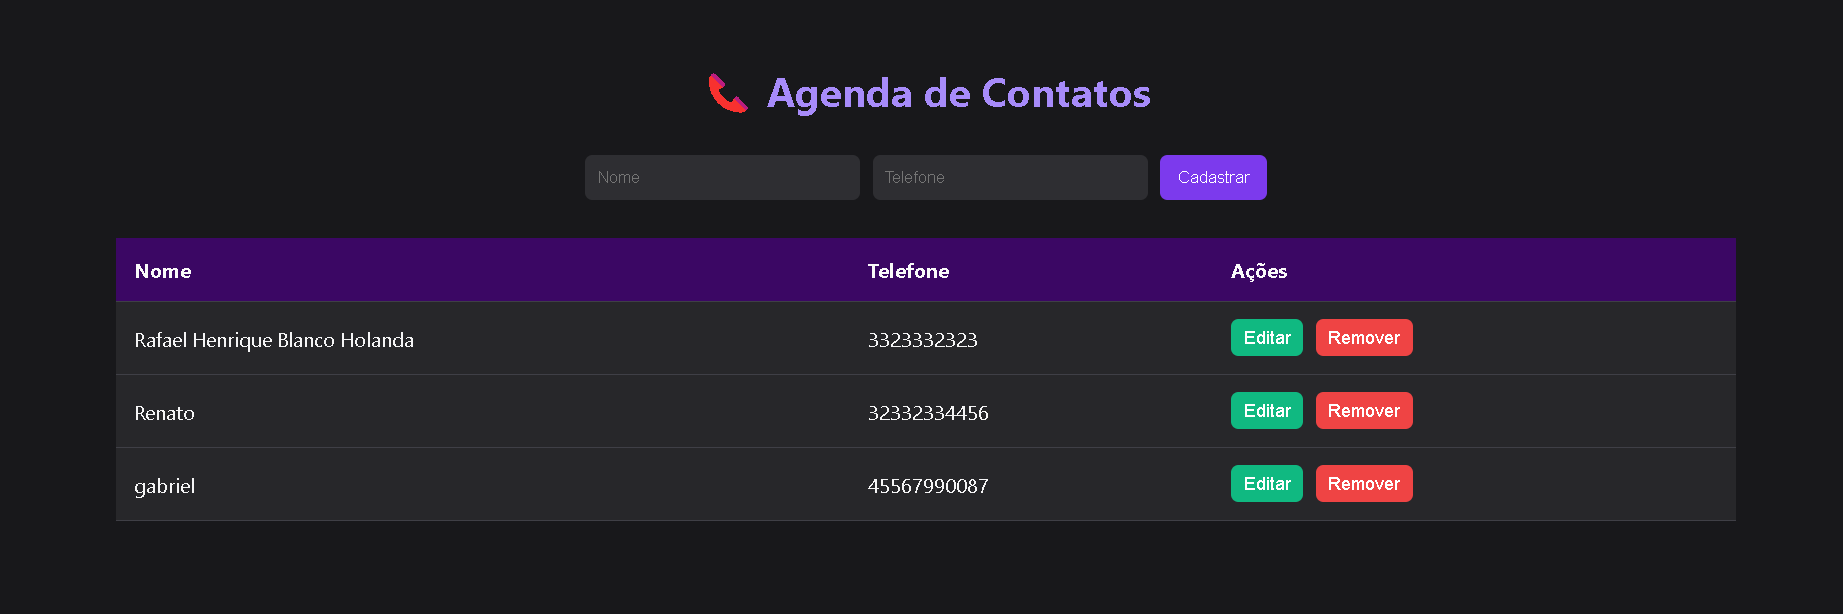 Agenda de Contatos
Nome Telefone Cadastrar
Nome Telefone Ações
Rafael Henrique Blanco Holanda 3323332323 Editar Remover
Renato 32332334456 Editar Remover
gabriel 45567990087 Editar Remover